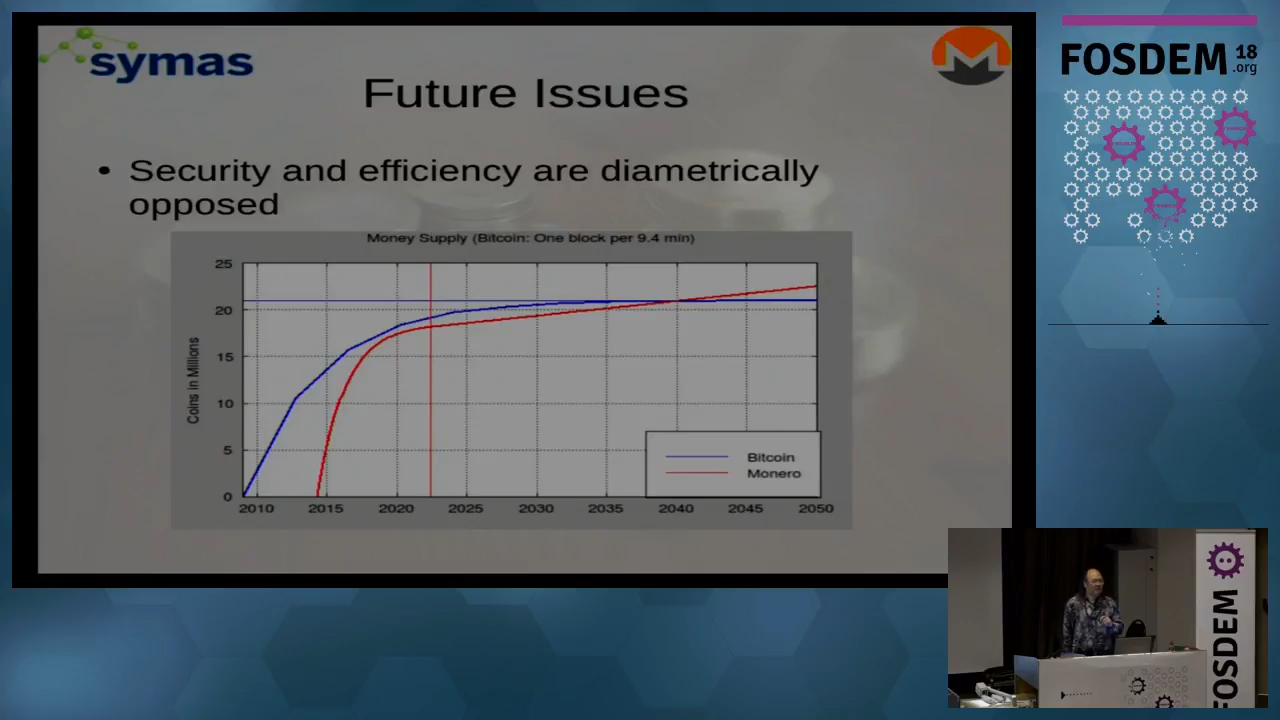 symas
Future Issues
• Security and efficiency are diametrically
opposed
Money Supply (Bitcoin: One block per 9.4 min)
Coins in Millions
25
20
15
10
5
0
2010 2015 2020 2025 2030 2035 2040 2045 2050
Bitcoin
Monero
FOSDEM 18
.org
FOSDEM